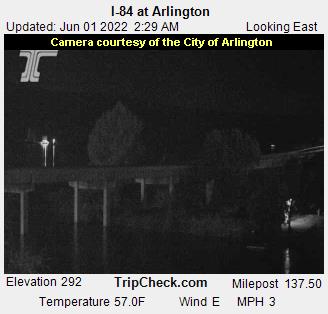 I-84 at Arlington
Updated: Jun 01 2022 2:29 AM Looking East
Camera courtesy of the City of Arlington
Elevation 292 TripCheck.com Milepost 137.50
Temperature 57.0F Wind E MPH 3